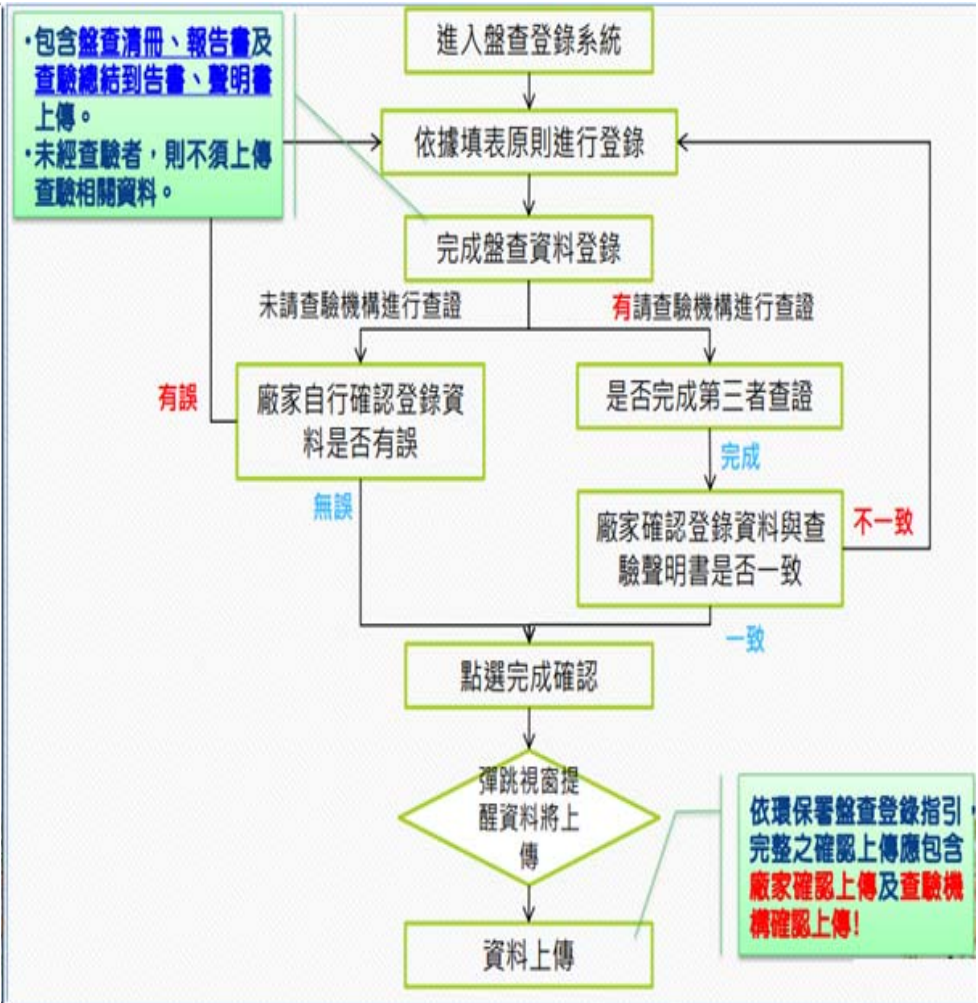 進入盤查登錄系統
•包含盤查清冊、報告書及
查驗總結到告書、聲明書
上傳。
•未經查驗者，則不須上傳
查驗相關資料。
依據填表原則進行登錄
完成盤查資料登錄
未請查驗機構進行查證
有請查驗機構進行查證
有誤
廠家自行確認登錄資
料是否有誤
是否完成第三者查證
完成
無誤
廠家確認登錄資料與查
驗聲明書是否一致
不一致
一致
點選完成確認
彈跳視窗提
醒資料將上
傳
依環保署盤查登錄指引
完整之確認上傳應包含
廠家確認上傳及查驗機
構確認上傳!
資料上傳